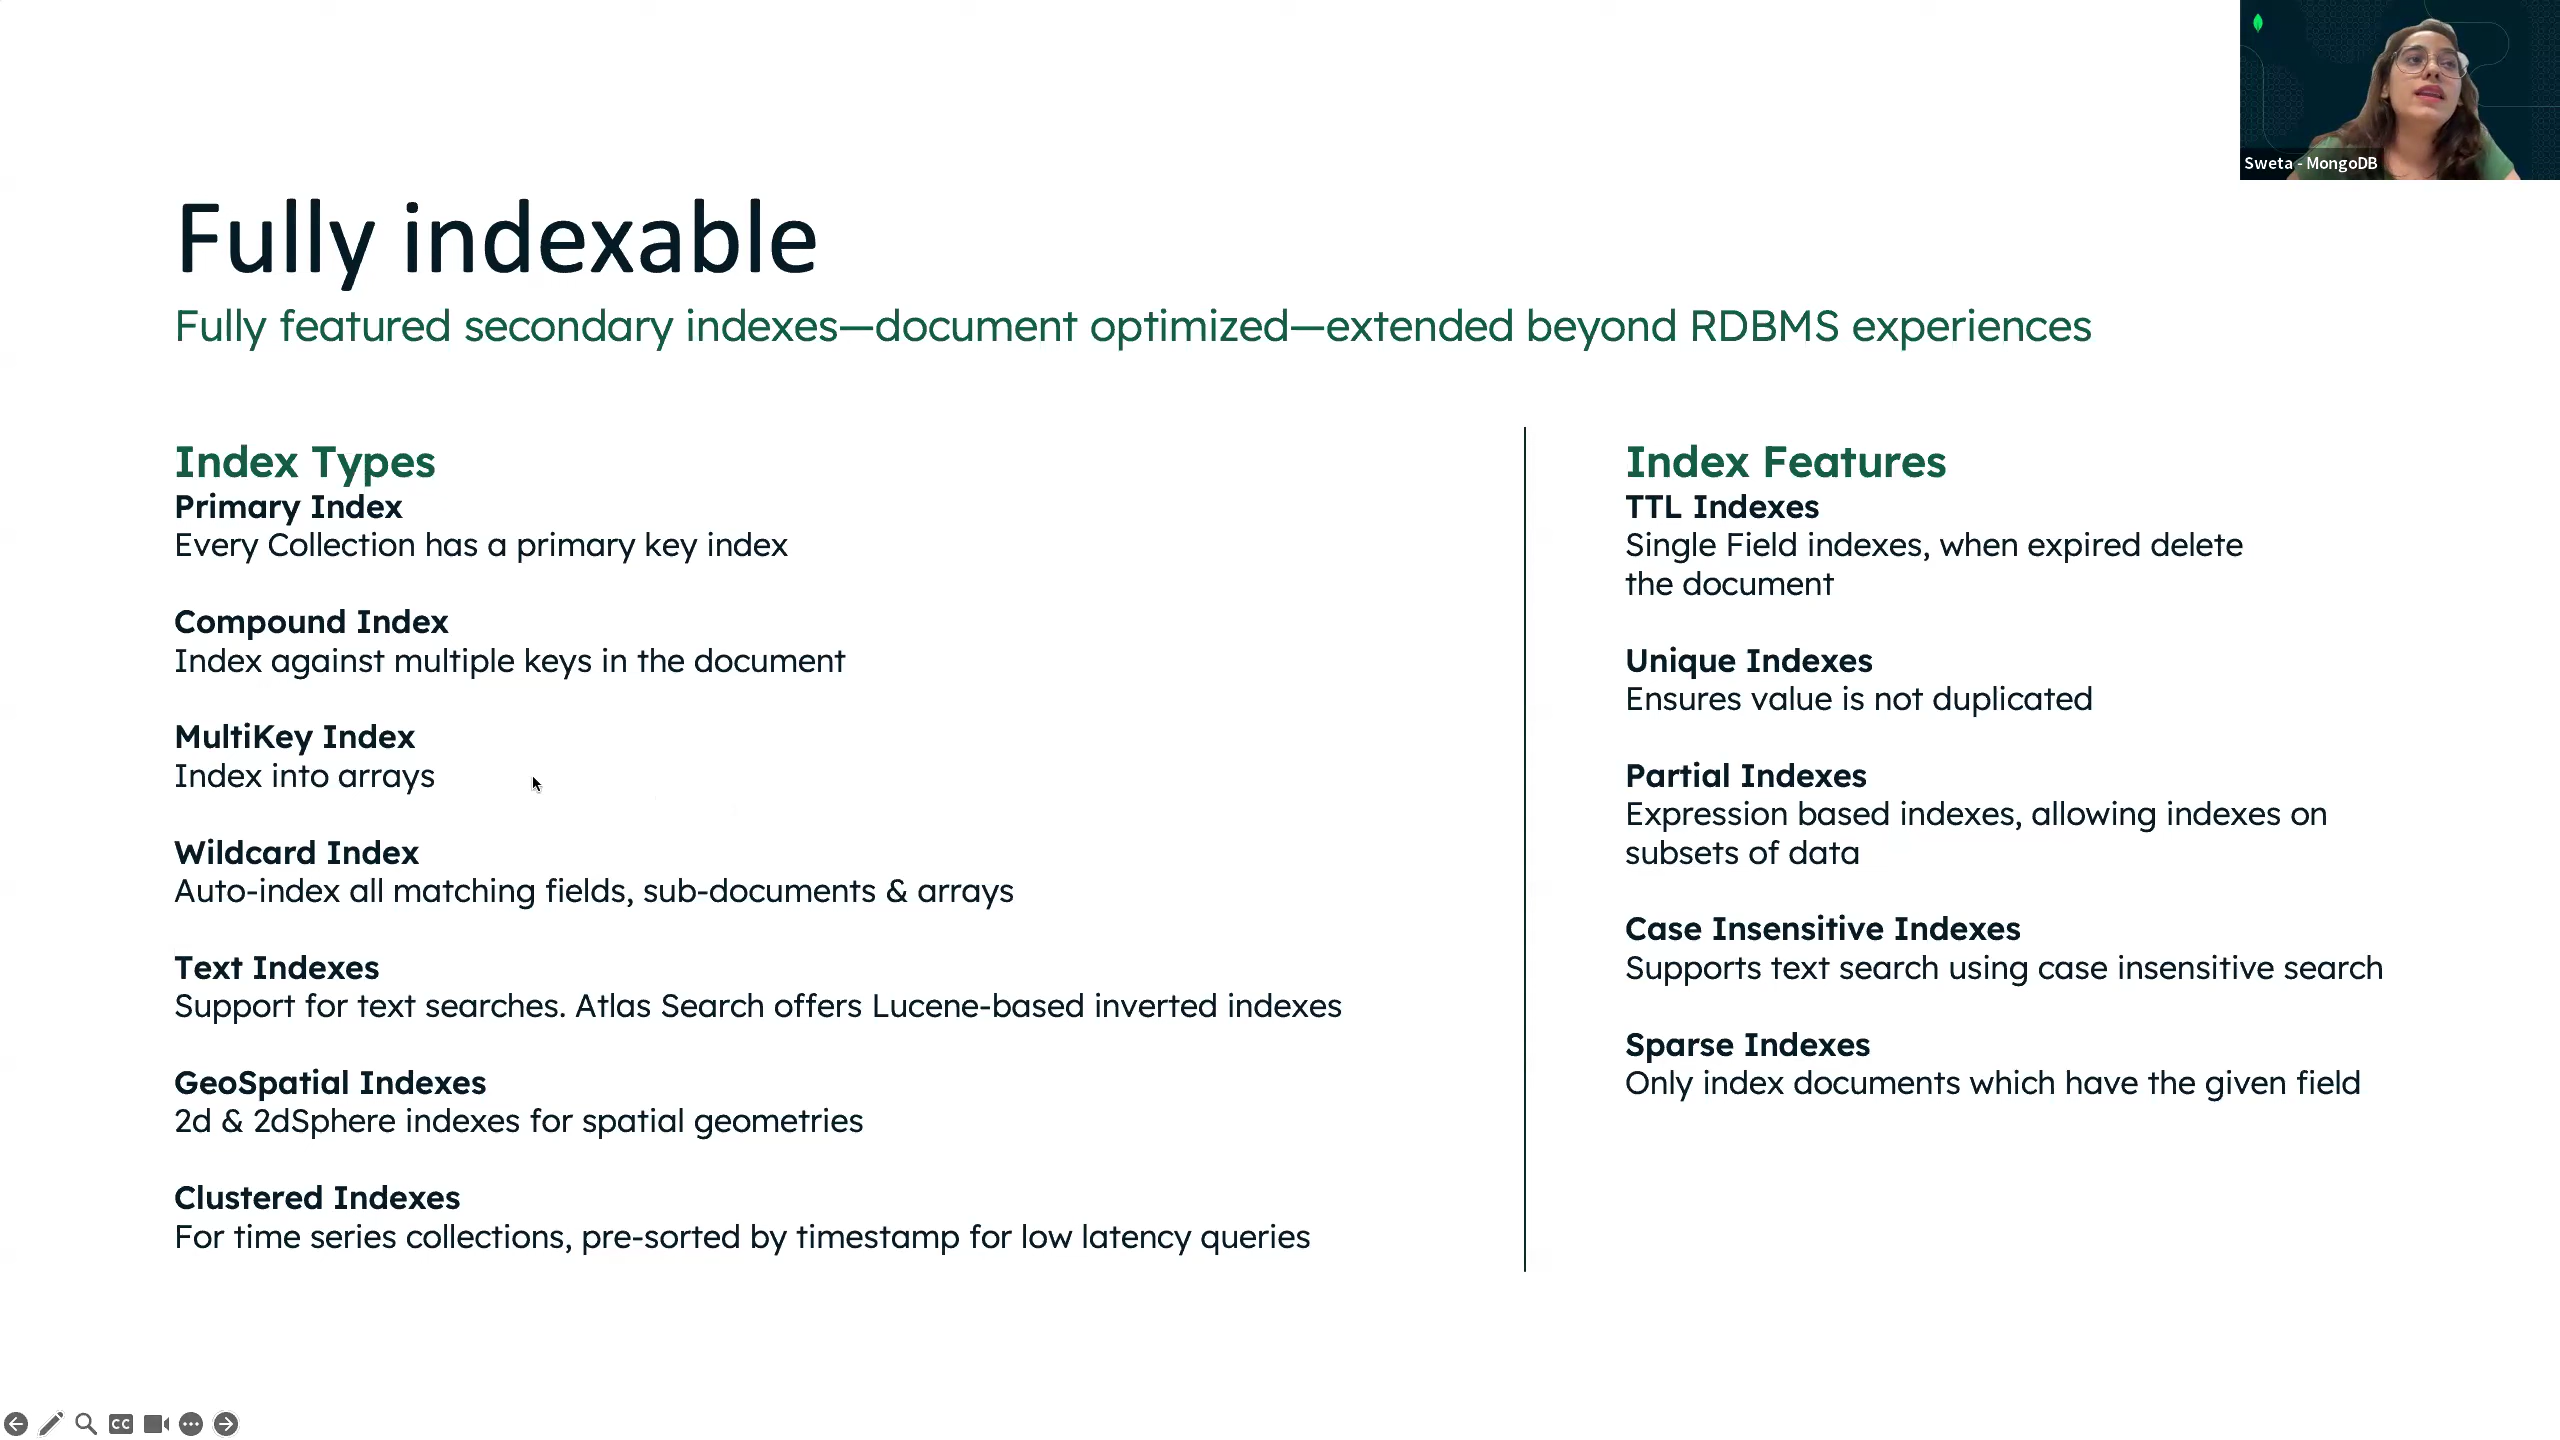 Sweta - MongoDB
Fully indexable
Fully featured secondary indexes—document optimized—extended beyond RDBMS experiences
Index Types
Primary Index
Every Collection has a primary key index
Compound Index
Index against multiple keys in the document
MultiKey Index
Index into arrays
Wildcard Index
Auto-index all matching fields, sub-documents & arrays
Text Indexes
Support for text searches. Atlas Search offers Lucene-based inverted indexes
GeoSpatial Indexes
2d & 2dSphere indexes for spatial geometries
Clustered Indexes
For time series collections, pre-sorted by timestamp for low latency queries
Index Features
TTL Indexes
Single Field indexes, when expired delete
the document
Unique Indexes
Ensures value is not duplicated
Partial Indexes
Expression based indexes, allowing indexes on
subsets of data
Case Insensitive Indexes
Supports text search using case insensitive search
Sparse Indexes
Only index documents which have the given field
CC